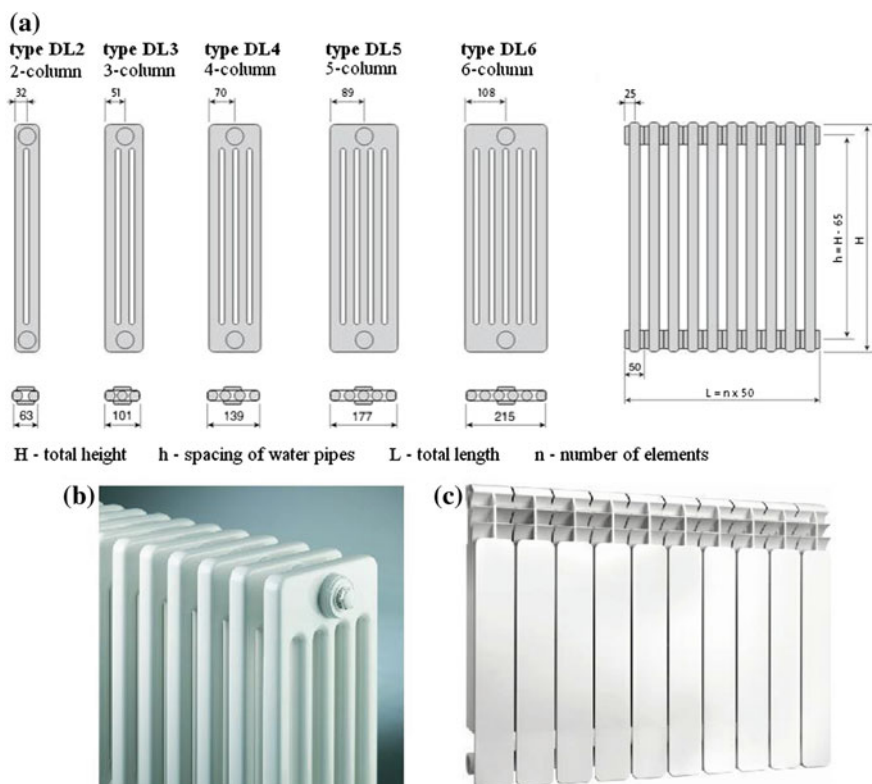 (a)
type DL2 type DL3 type DL4 type DL5 type DL6
2-column 3-column 4-column 5-column 6-column
32 51 70 89 108 25
h = H - 65
H
50
L = n x 50
63 101 139 177 215
H - total height h - spacing of water pipes L - total length n - number of elements
(b) (c)